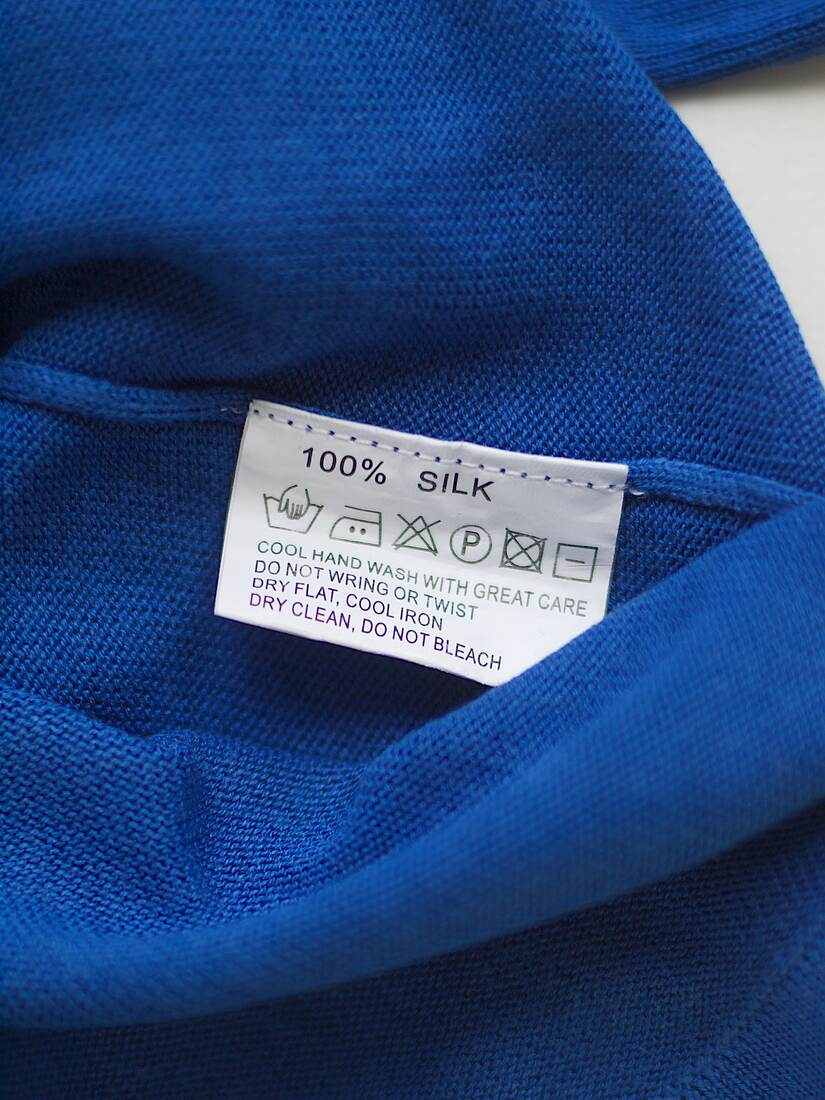 100% SILK
P
COOL HAND WASH WITH GREAT CARE
DO NOT WRING OR TWIST
DRY FLAT, COOL IRON
DRY CLEAN, DO NOT BLEACH